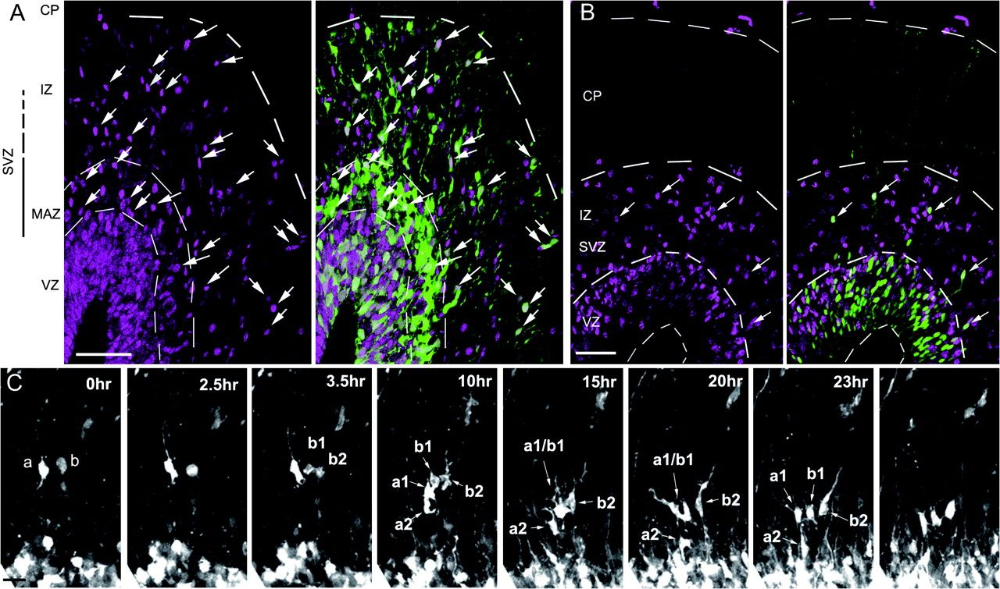 A
CP
IZ
SVZ
MAZ
VZ
B
CP
IZ
SVZ
VZ
C
0hr
a
b
2.5hr
3.5hr
b1
b2
10hr
b1
a1
b2
a2
15hr
a1/b1
b2
a2
20hr
a1/b1
b2
a2
23hr
a1
b1
b2
a2